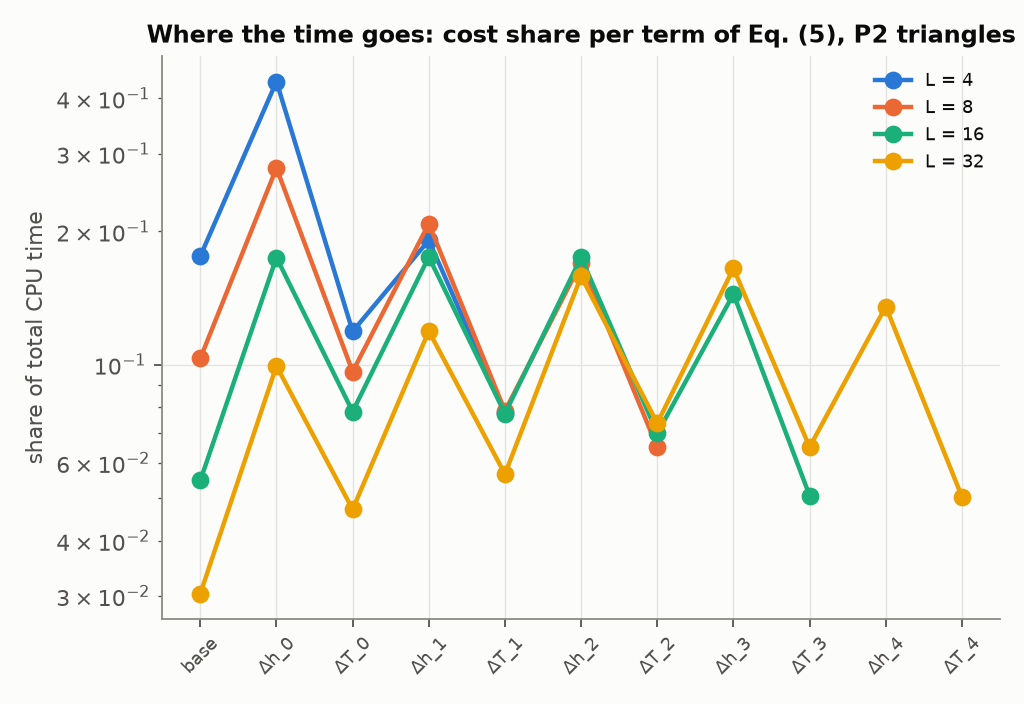 Where the time goes: cost share per term of Eq. (5), P2 triangles
L = 4
L = 8
L = 16
L = 32
share of total CPU time
4 × 10⁻¹
3 × 10⁻¹
2 × 10⁻¹
10⁻¹
6 × 10⁻²
4 × 10⁻²
3 × 10⁻²
base
Δh_0
ΔT_0
Δh_1
ΔT_1
Δh_2
ΔT_2
Δh_3
ΔT_3
Δh_4
ΔT_4